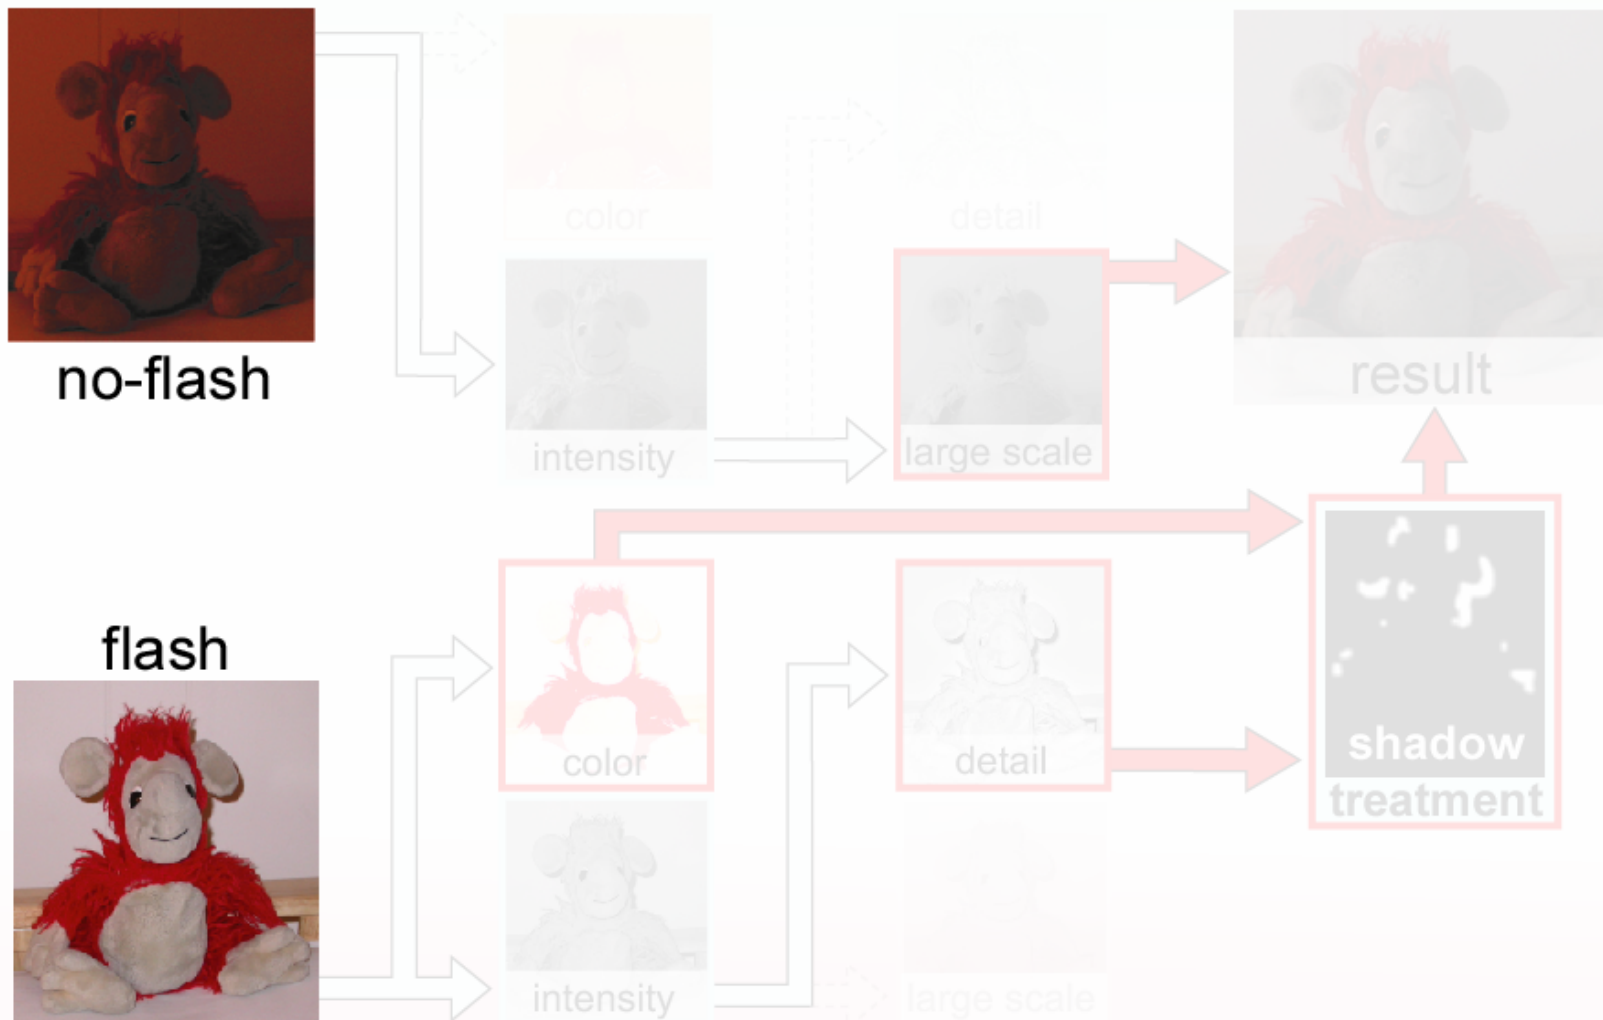 no-flash
color
detail
intensity
large scale
result
flash
color
detail
shadow
treatment
intensity
large scale